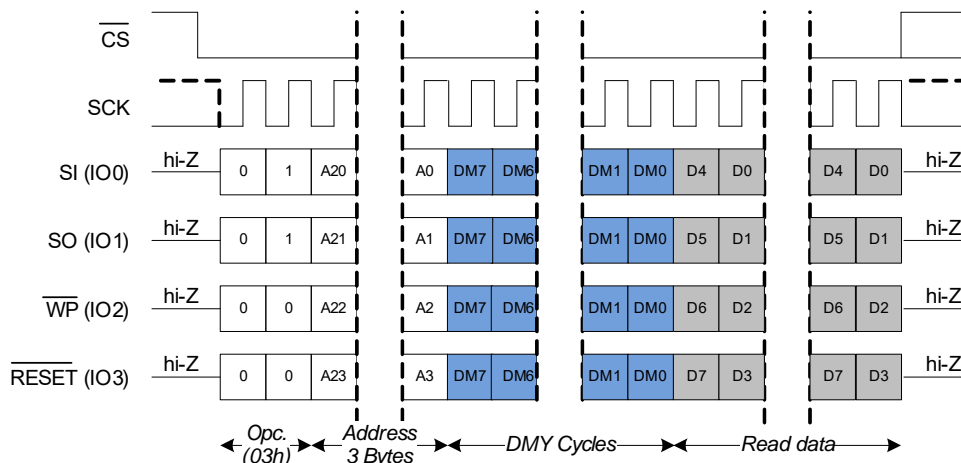 CS
SCK
SI (IO0) hi-Z 0 1 A20 A0 DM7 DM6 DM1 DM0 D4 D0 D4 D0 hi-Z
SO (IO1) hi-Z 0 1 A21 A1 DM7 DM6 DM1 DM0 D5 D1 D5 D1 hi-Z
WP (IO2) hi-Z 0 0 A22 A2 DM7 DM6 DM1 DM0 D6 D2 D6 D2 hi-Z
RESET (IO3) hi-Z 0 0 A23 A3 DM7 DM6 DM1 DM0 D7 D3 D7 D3 hi-Z
Opc. Address DMY Cycles Read data
(03h) 3 Bytes